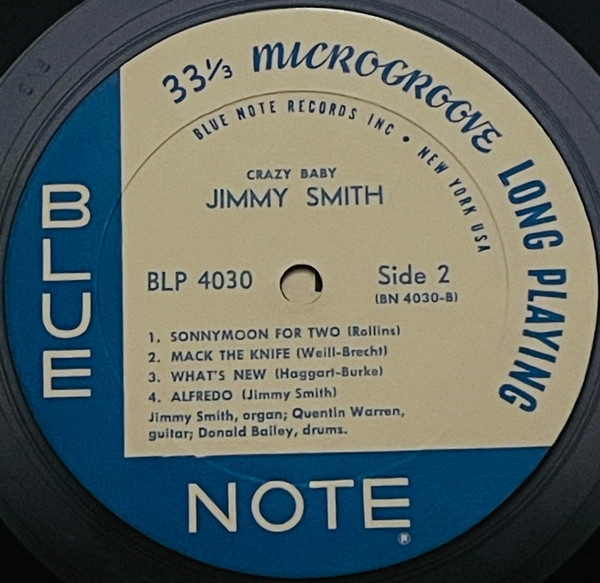 33⅓ MICROGROOVE LONG PLAYING
BLUE NOTE RECORDS INC • NEW YORK USA
CRAZY BABY
JIMMY SMITH
BLP 4030
Side 2
(BN 4030-B)
1. SONNYMOON FOR TWO (Rollins)
2. MACK THE KNIFE (Weill-Brecht)
3. WHAT'S NEW (Haggart-Burke)
4. ALFREDO (Jimmy Smith)
Jimmy Smith, organ; Quentin Warren,
guitar; Donald Bailey, drums.
BLUE
NOTE®